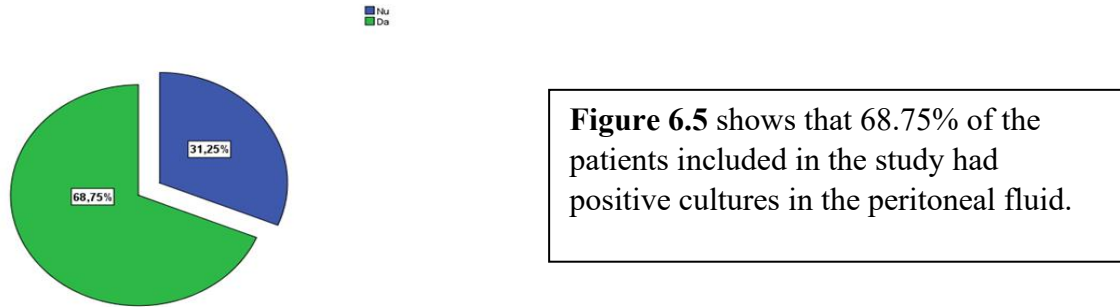 Nu
Da
31,25%
68,75%
Figure 6.5 shows that 68.75% of the
patients included in the study had
positive cultures in the peritoneal fluid.